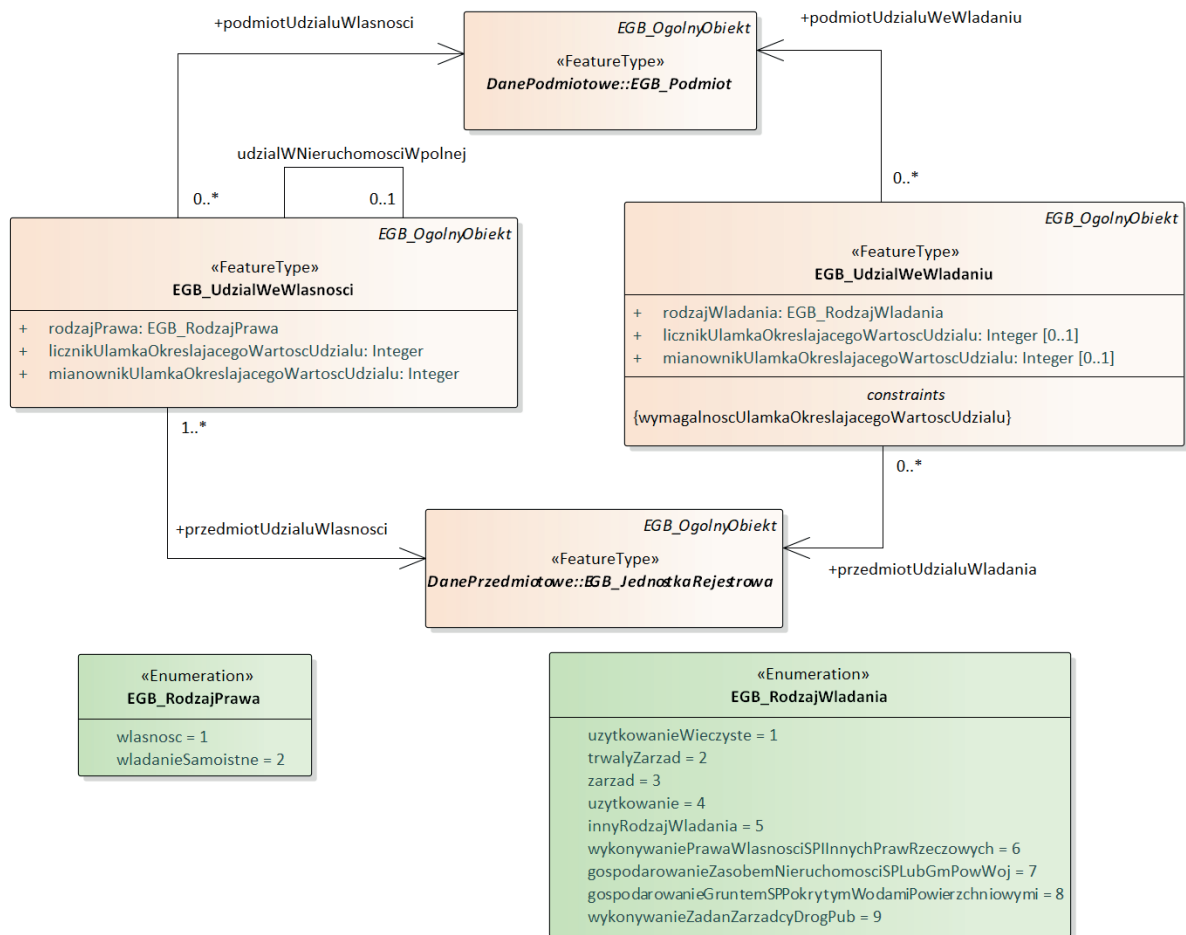 +podmiotUdzialuWlasnosci
+podmiotUdzialuWeWladaniu
EGB_OgolnyObiekt
«FeatureType»
DanePodmiotowe::EGB_Podmiot
udzialWNieruchomosciWpolnej
0..*
0..1
0..*
EGB_OgolnyObiekt
«FeatureType»
EGB_UdzialWeWlasnosci
+ rodzajPrawa: EGB_RodzajPrawa
+ licznikUlamkaOkreslajacegoWartoscUdzialu: Integer
+ mianownikUlamkaOkreslajacegoWartoscUdzialu: Integer
EGB_OgolnyObiekt
«FeatureType»
EGB_UdzialWeWladaniu
+ rodzajWladania: EGB_RodzajWladania
+ licznikUlamkaOkreslajacegoWartoscUdzialu: Integer [0..1]
+ mianownikUlamkaOkreslajacegoWartoscUdzialu: Integer [0..1]
constraints
{wymagalnoscUlamkaOkreslajacegoWartoscUdzialu}
1..*
0..*
+przedmiotUdzialuWlasnosci
+przedmiotUdzialuWladania
EGB_OgolnyObiekt
«FeatureType»
DanePrzedmiotowe::EGB_JednostkaRejestrowa
«Enumeration»
EGB_RodzajPrawa
wlasnosc = 1
wladanieSamoistne = 2
«Enumeration»
EGB_RodzajWladania
uzytkowanieWieczyste = 1
trwalyZarzad = 2
zarzad = 3
uzytkowanie = 4
innyRodzajWladania = 5
wykonywaniePrawaWlasnosciSPIInnychPrawRzeczowych = 6
gospodarowanieZasobemNieruchomosciSPLubGmPowWoj = 7
gospodarowanieGruntemSPPokrytymWodamiPowierzchniowymi = 8
wykonywanieZadanZarzadcyDrogPub = 9